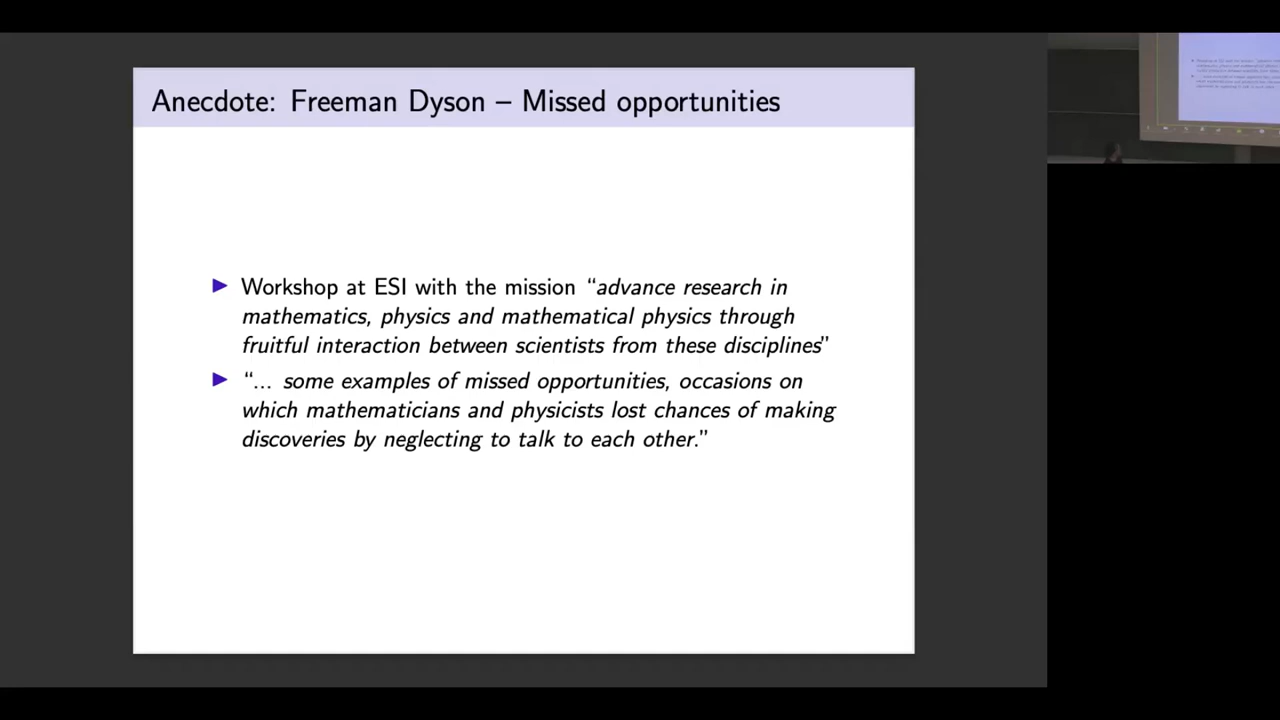 Anecdote: Freeman Dyson – Missed opportunities
▶ Workshop at ESI with the mission “advance research in
mathematics, physics and mathematical physics through
fruitful interaction between scientists from these disciplines”
▶ “... some examples of missed opportunities, occasions on
which mathematicians and physicists lost chances of making
discoveries by neglecting to talk to each other.”